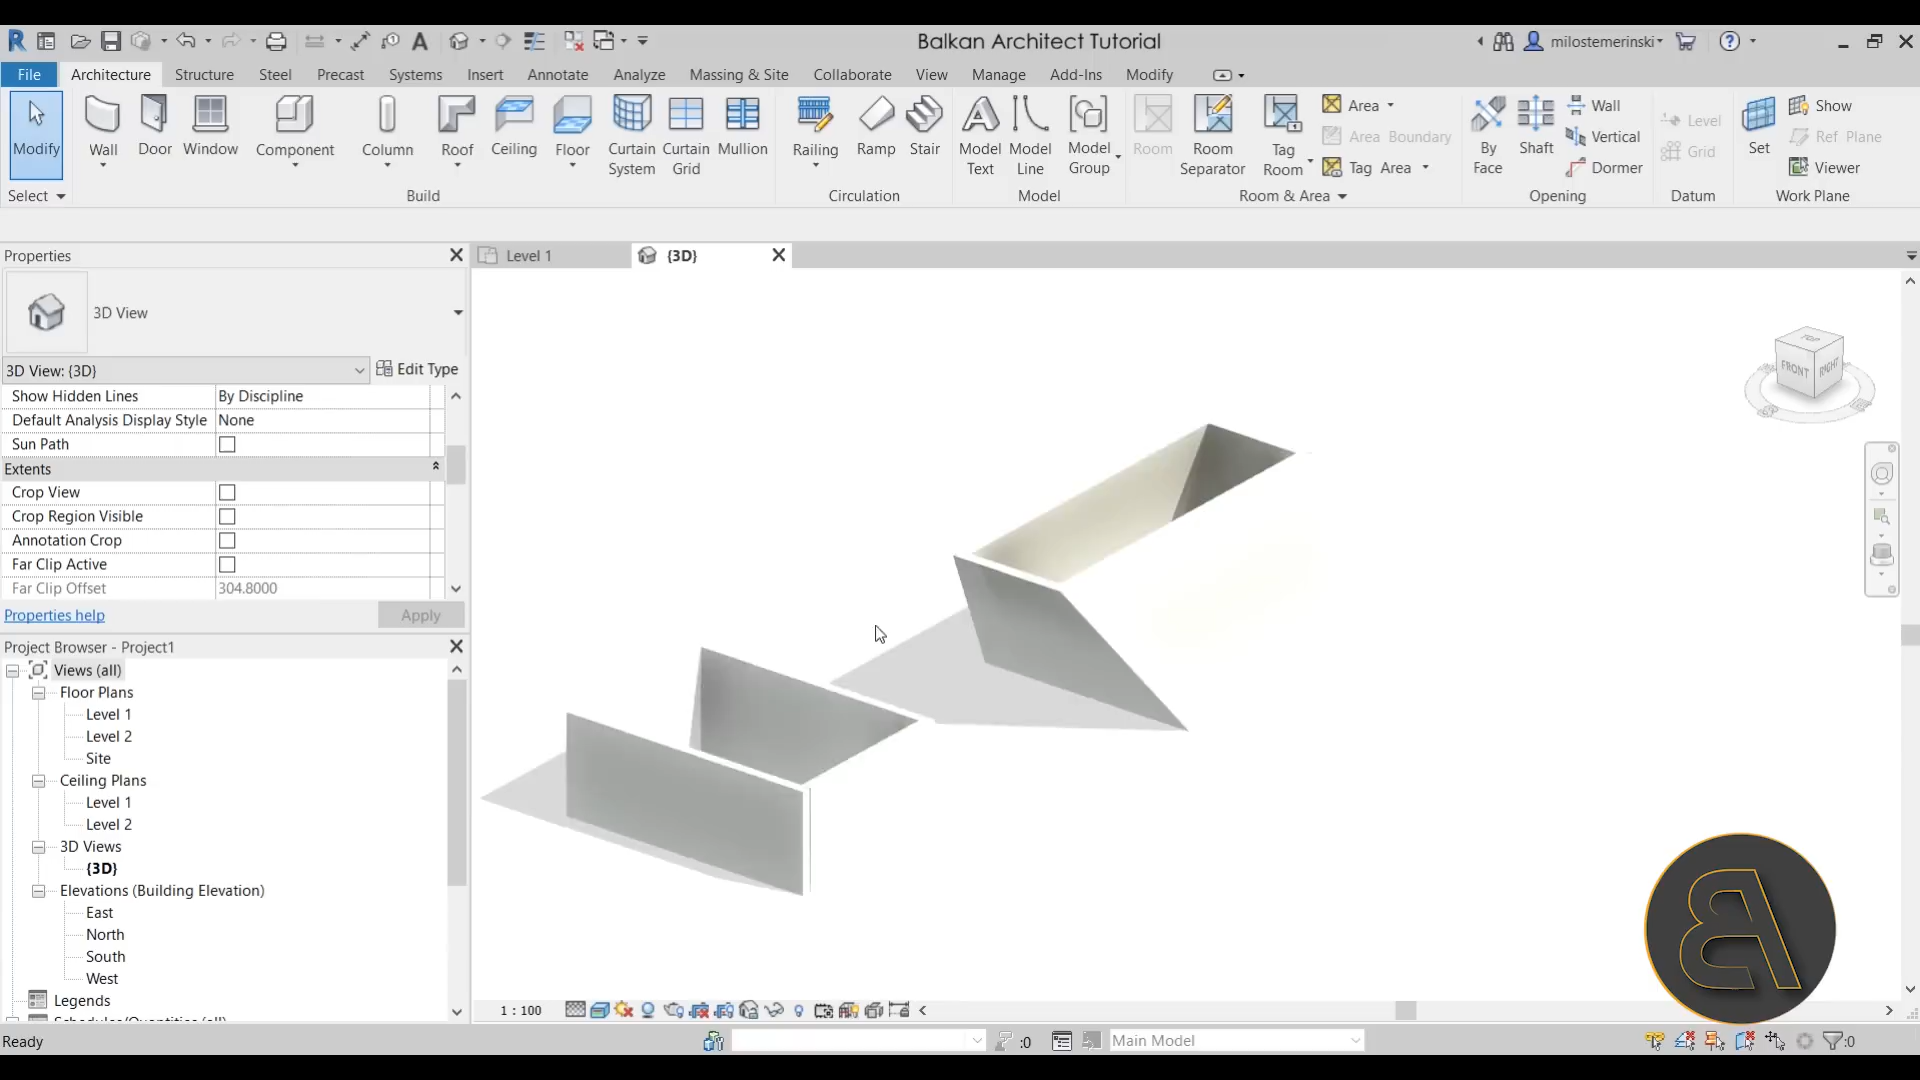 Balkan Architect Tutorial
milostemerinski
File Architecture Structure Steel Precast Systems Insert Annotate Analyze Massing & Site Collaborate View Manage Add-Ins Modify
Modify
Wall
Door
Window
Component
Column
Roof
Ceiling
Floor
Curtain
System
Curtain
Grid
Mullion
Railing
Ramp
Stair
Model
Text
Model
Line
Model
Group
Room
Room
Separator
Tag
Room
Area
Area Boundary
Tag Area
By
Face
Shaft
Wall
Vertical
Dormer
Level
Grid
Set
Show
Ref Plane
Viewer
Select Build Circulation Model Room & Area Opening Datum Work Plane
Properties
Level 1
{3D}
3D View
3D View: {3D}
Edit Type
Show Hidden Lines By Discipline
Default Analysis Display Style None
Sun Path
Extents
Crop View
Crop Region Visible
Annotation Crop
Far Clip Active
Far Clip Offset 304.8000
Properties help
Apply
Project Browser - Project1
Views (all)
Floor Plans
Level 1
Level 2
Site
Ceiling Plans
Level 1
Level 2
3D Views
{3D}
Elevations (Building Elevation)
East
North
South
West
Legends
Schedules/Quantities (all)
TOP
FRONT
RIGHT
1 : 100
Ready
:0
Main Model
:0